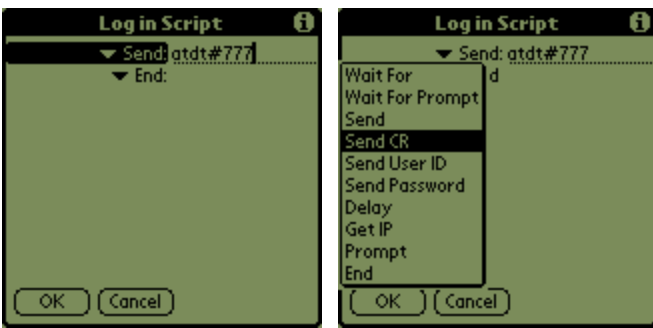 Log in Script
Send: atdt#777
End:
OK
Cancel
Log in Script
Send: atdt#777
d
Wait For
Wait For Prompt
Send
Send CR
Send User ID
Send Password
Delay
Get IP
Prompt
End
OK
Cancel